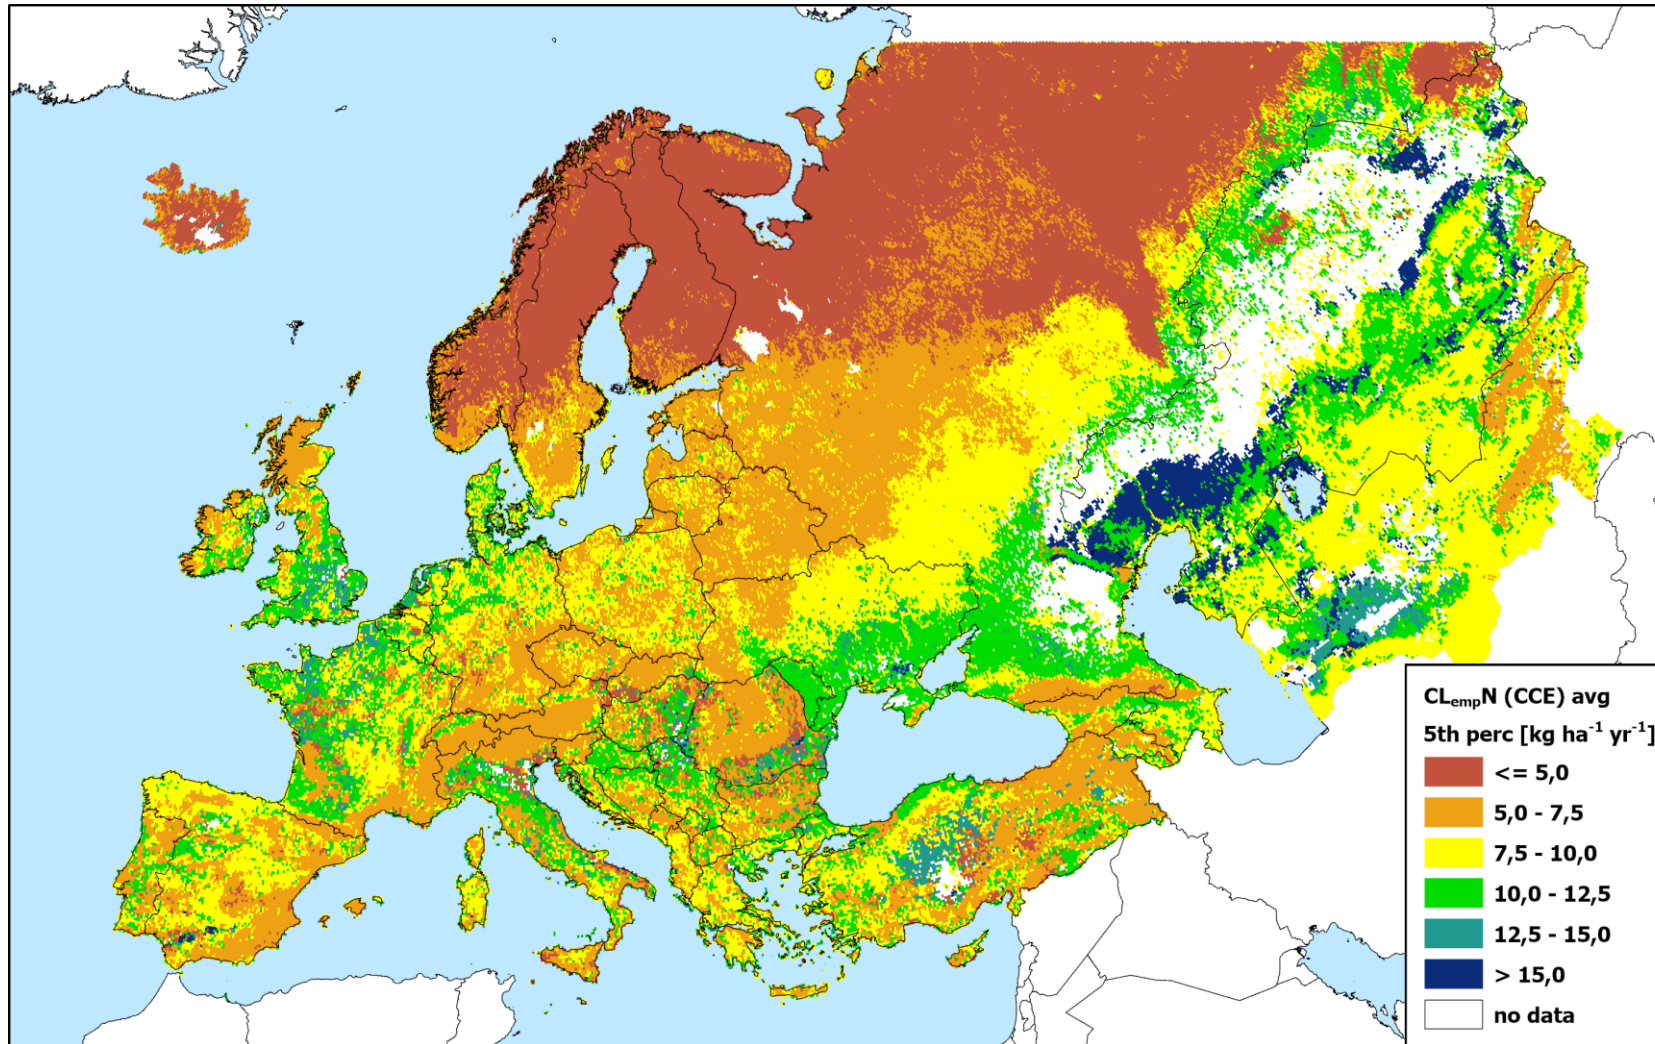 CLₑₘₚN (CCE) avg
5th perc [kg ha⁻¹ yr⁻¹]
<= 5,0
5,0 - 7,5
7,5 - 10,0
10,0 - 12,5
12,5 - 15,0
> 15,0
no data